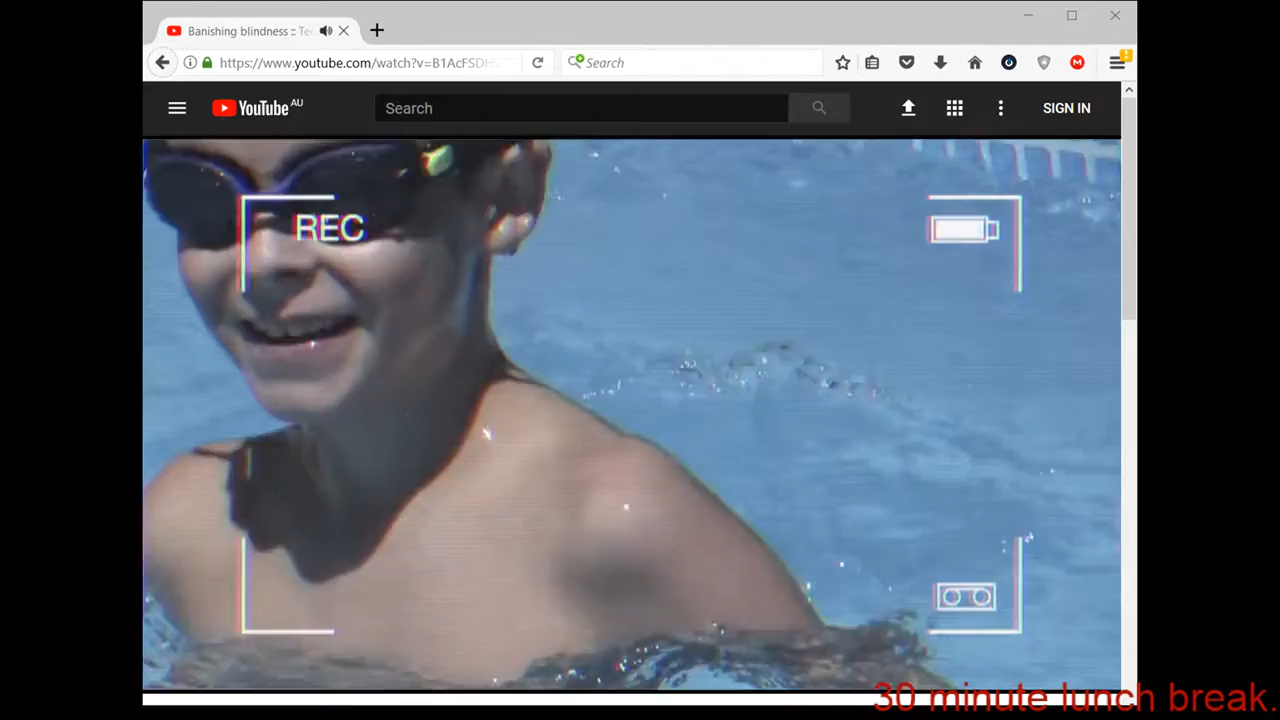 Banishing blindness :: Te
https://www.youtube.com/watch?v=B1AcFSDH
Search
YouTube AU
Search
SIGN IN
REC
30 minute lunch break.